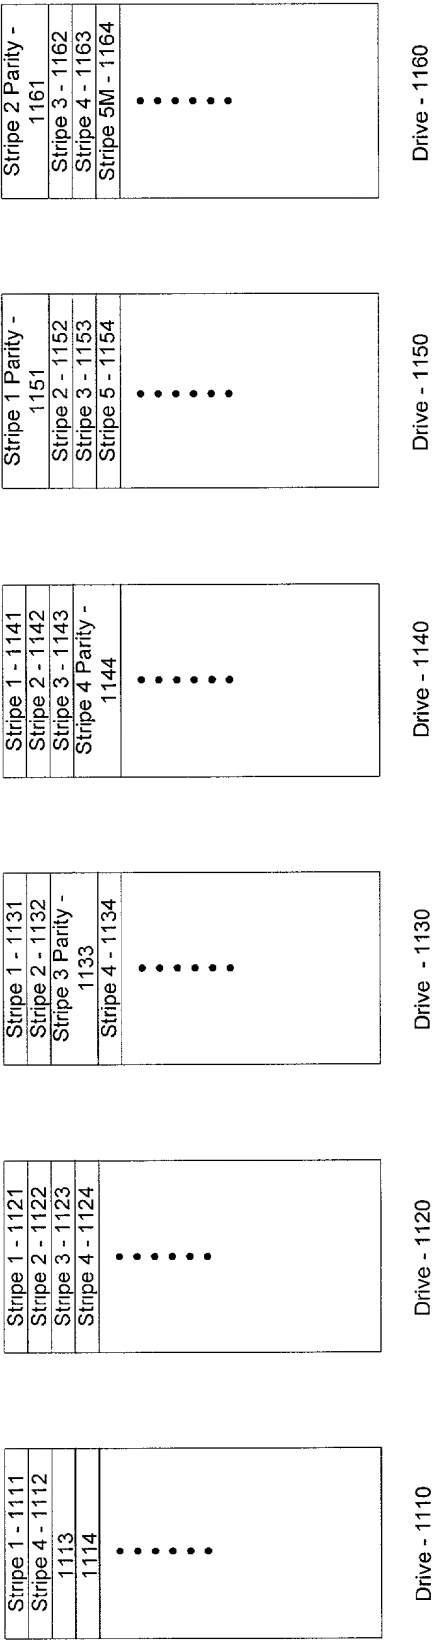 Stripe 1 - 1111
Stripe 4 - 1112
1113
1114
Drive - 1110
Stripe 1 - 1121
Stripe 2 - 1122
Stripe 3 - 1123
Stripe 4 - 1124
Drive - 1120
Stripe 1 - 1131
Stripe 2 - 1132
Stripe 3 Parity -
1133
Stripe 4 - 1134
Drive - 1130
Stripe 1 - 1141
Stripe 2 - 1142
Stripe 3 - 1143
Stripe 4 Parity -
1144
Drive - 1140
Stripe 1 Parity -
1151
Stripe 2 - 1152
Stripe 3 - 1153
Stripe 5 - 1154
Drive - 1150
Stripe 2 Parity -
1161
Stripe 3 - 1162
Stripe 4 - 1163
Stripe 5M - 1164
Drive - 1160